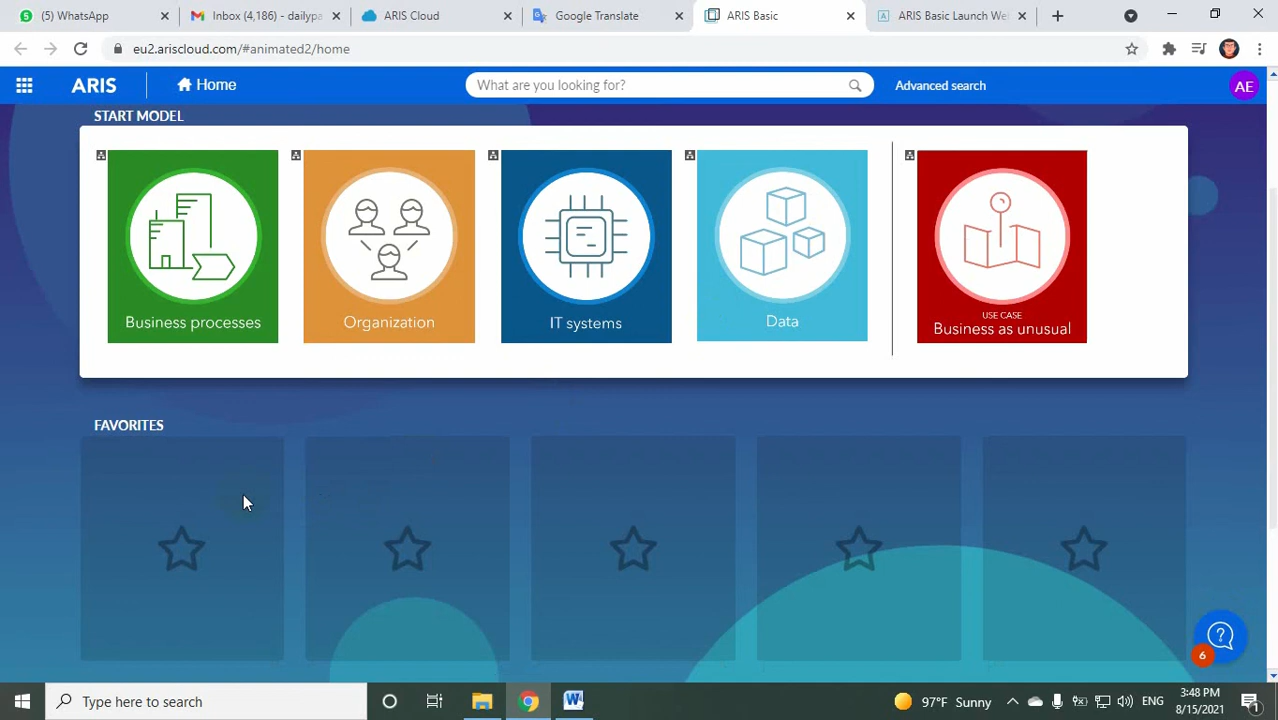 (5) WhatsApp
Inbox (4,186) - dailypa
ARIS Cloud
Google Translate
ARIS Basic
ARIS Basic Launch We
eu2.ariscloud.com/#animated2/home
ARIS
Home
What are you looking for?
Advanced search
AE
START MODEL
Business processes
Organization
IT systems
Data
USE CASE
Business as unusual
FAVORITES
6
Type here to search
97°F Sunny
ENG
3:48 PM
8/15/2021
1